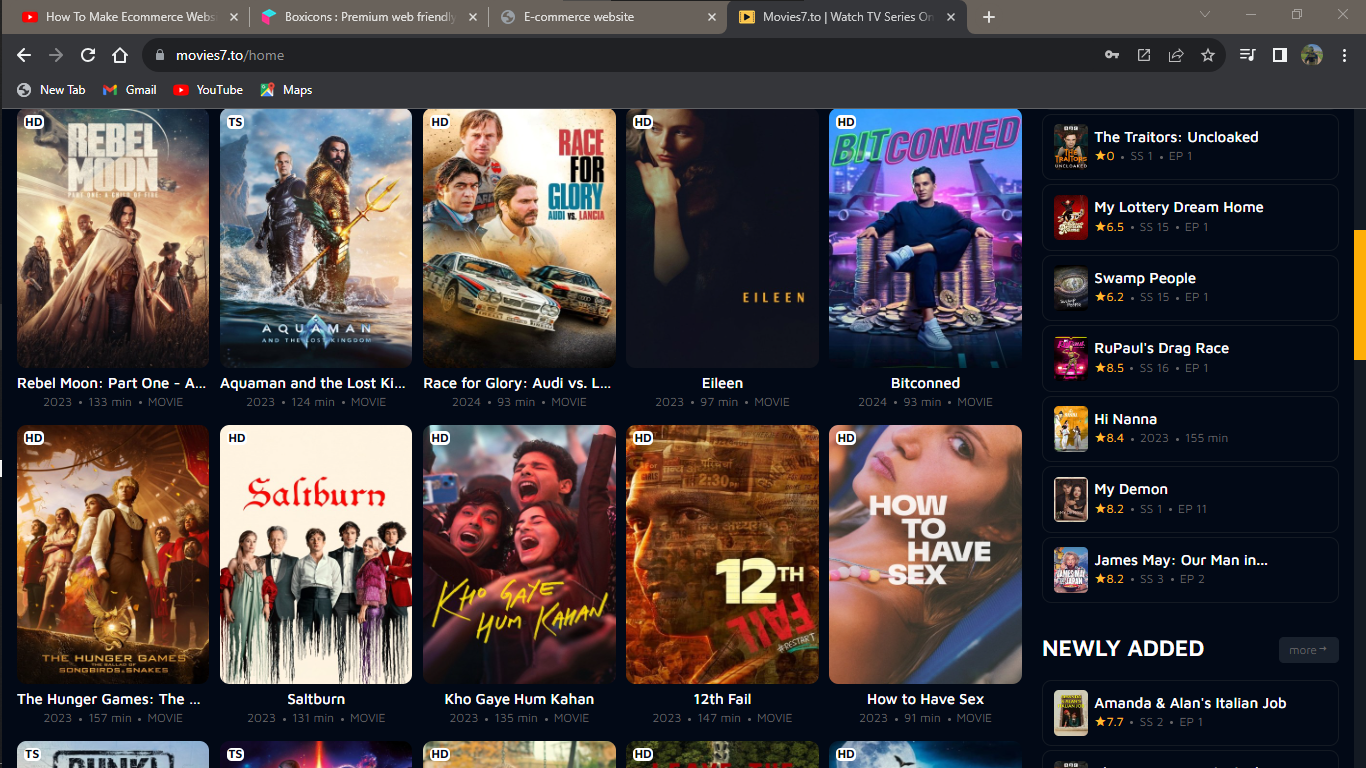 How To Make Ecommerce Webs
Boxicons : Premium web friendly
E-commerce website
Movies7.to | Watch TV Series On
movies7.to/home
New Tab
Gmail
YouTube
Maps
HD
REBEL
MOON
PART ONE: A CHILD OF FIRE
TS
AQUAMAN
AND THE LOST KINGDOM
HD
RACE
FOR
GLORY
AUDI VS. LANCIA
HD
EILEEN
HD
BITCONNED
Rebel Moon: Part One - A...
2023 • 133 min • MOVIE
Aquaman and the Lost Ki...
2023 • 124 min • MOVIE
Race for Glory: Audi vs. L...
2024 • 93 min • MOVIE
Eileen
2023 • 97 min • MOVIE
Bitconned
2024 • 93 min • MOVIE
HD
THE HUNGER GAMES
THE BALLAD OF
SONGBIRDS & SNAKES
HD
Saltburn
HD
KHO GAYE
HUM KAHAN
HD
2:30PM
12TH
FAIL
#RESTART
HD
HOW
TO
HAVE
SEX
The Hunger Games: The ...
2023 • 157 min • MOVIE
Saltburn
2023 • 131 min • MOVIE
Kho Gaye Hum Kahan
2023 • 135 min • MOVIE
12th Fail
2023 • 147 min • MOVIE
How to Have Sex
2023 • 91 min • MOVIE
TS
TS
HD
HD
HD
The Traitors: Uncloaked
0 • SS 1 • EP 1
My Lottery Dream Home
6.5 • SS 15 • EP 1
Swamp People
6.2 • SS 15 • EP 1
RuPaul's Drag Race
8.5 • SS 16 • EP 1
Hi Nanna
8.4 • 2023 • 155 min
My Demon
8.2 • SS 1 • EP 11
James May: Our Man in...
8.2 • SS 3 • EP 2
NEWLY ADDED
more
Amanda & Alan's Italian Job
7.7 • SS 2 • EP 1